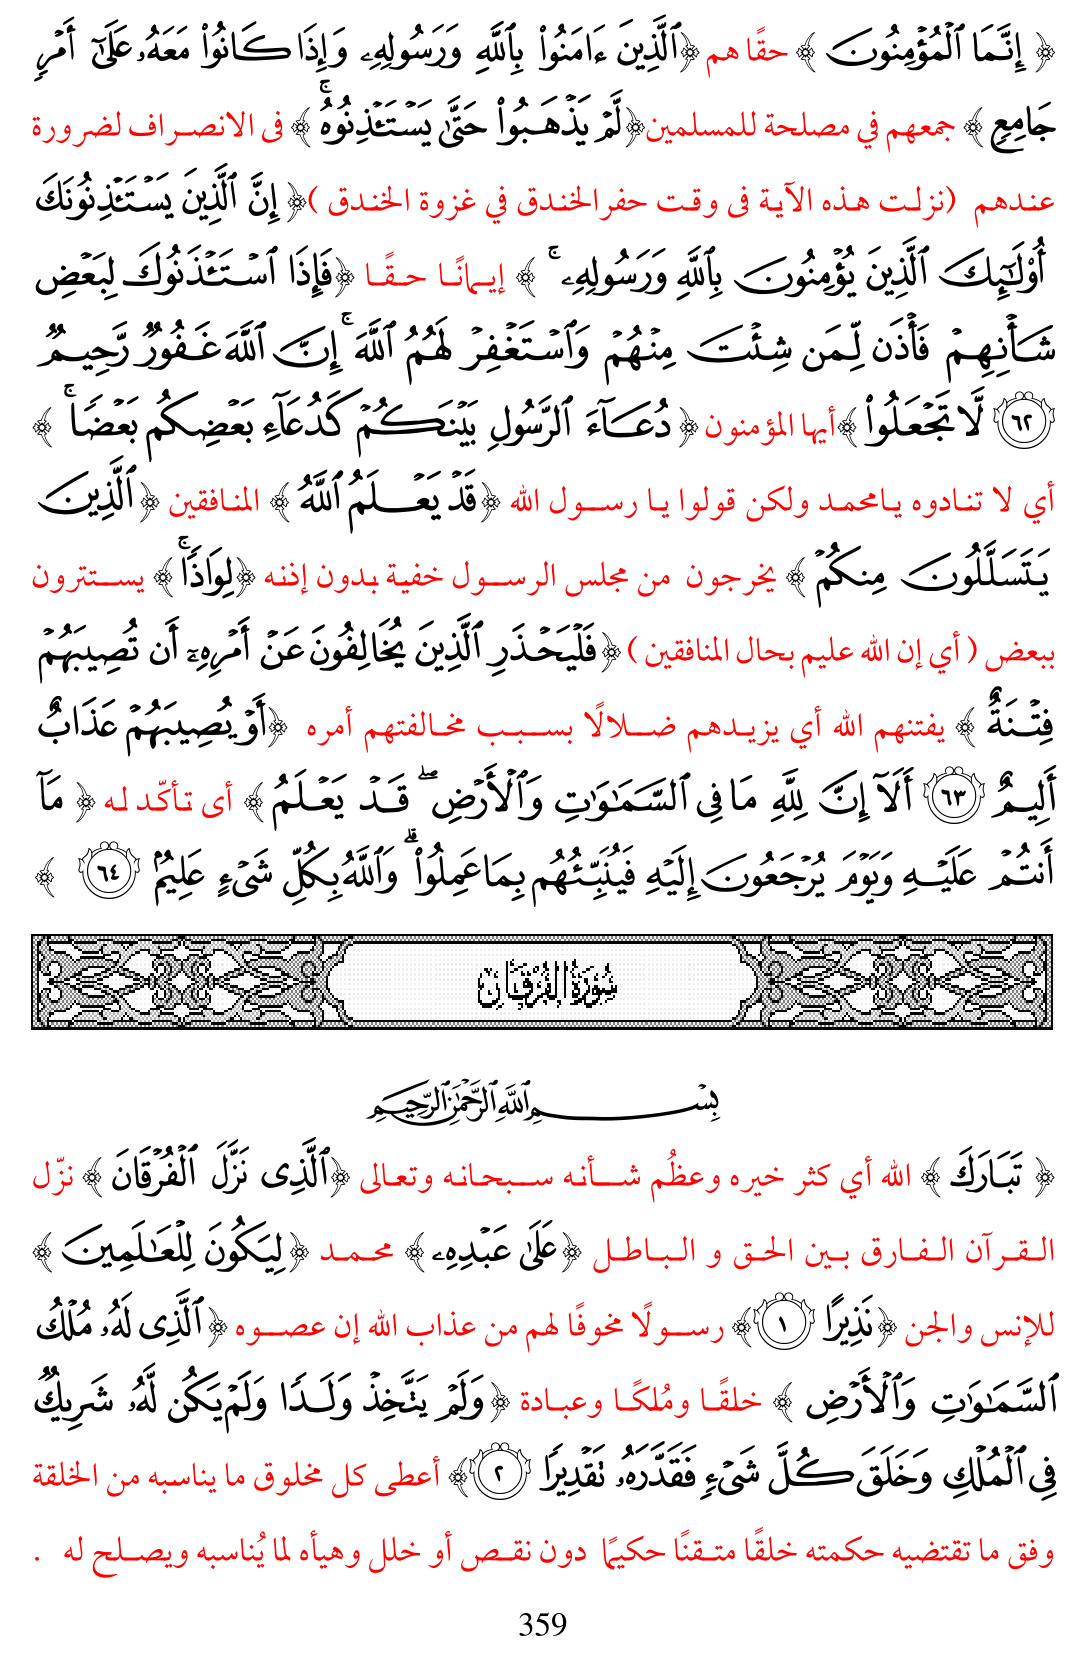 ﴿ إِنَّمَا ٱلْمُؤْمِنُونَ ﴾ حقًا هم ﴿ٱلَّذِينَ ءَامَنُوا۟ بِٱللَّهِ وَرَسُولِهِۦ وَإِذَا كَانُوا۟ مَعَهُۥ عَلَىٰٓ أَمْرٍ
جَامِعٍ ﴾ جمعهم في مصلحة للمسلمين ﴿لَّمْ يَذْهَبُوا۟ حَتَّىٰ يَسْتَـْٔذِنُوهُ ۚ﴾ فى الانصراف لضرورة
عندهم (نزلت هذه الآية فى وقت حفر الخندق في غزوة الخندق )﴿ إِنَّ ٱلَّذِينَ يَسْتَـْٔذِنُونَكَ
أُو۟لَـٰٓئِكَ ٱلَّذِينَ يُؤْمِنُونَ بِٱللَّهِ وَرَسُولِهِۦ ۚ ﴾ إيمانًا حقًا ﴿فَإِذَا ٱسْتَـْٔذَنُوكَ لِبَعْضِ
شَأْنِهِمْ فَأْذَن لِّمَن شِئْتَ مِنْهُمْ وَٱسْتَغْفِرْ لَهُمُ ٱللَّهَ ۚ إِنَّ ٱللَّهَ غَفُورٌ رَّحِيمٌ
٦٢ لَّا تَجْعَلُوا۟ ﴾أيها المؤمنون ﴿ دُعَآءَ ٱلرَّسُولِ بَيْنَكُمْ كَدُعَآءِ بَعْضِكُم بَعْضًا ۚ ﴾
أي لا تنادوه يامحمد ولكن قولوا يا رسول الله ﴿قَدْ يَعْلَمُ ٱللَّهُ ﴾ المنافقين ﴿ٱلَّذِينَ
يَتَسَلَّلُونَ مِنكُمْ ﴾ يخرجون من مجلس الرسول خفية بدون إذنه ﴿لِوَاذًا ۚ﴾ يستترون
ببعض ( أي إن الله عليم بحال المنافقين ) ﴿فَلْيَحْذَرِ ٱلَّذِينَ يُخَالِفُونَ عَنْ أَمْرِهِۦٓ أَن تُصِيبَهُمْ
فِتْنَةٌ ﴾ يفتنهم الله أي يزيدهم ضلالًا بسبب مخالفتهم أمره ﴿أَوْ يُصِيبَهُمْ عَذَابٌ
أَلِيمٌ ٦٣ أَلَآ إِنَّ لِلَّهِ مَا فِى ٱلسَّمَـٰوَٰتِ وَٱلْأَرْضِ ۖ قَدْ يَعْلَمُ ﴾ أى تأكّد له ﴿ مَآ
أَنتُمْ عَلَيْهِ وَيَوْمَ يُرْجَعُونَ إِلَيْهِ فَيُنَبِّئُهُم بِمَا عَمِلُوا۟ ۗ وَٱللَّهُ بِكُلِّ شَىْءٍ عَلِيمٌۢ ٦٤ ﴾
سُورَةُ الفُرْقَانِ
بِسْمِ ٱللَّهِ ٱلرَّحْمَـٰنِ ٱلرَّحِيمِ
﴿ تَبَارَكَ ﴾ الله أي كثر خيره وعظُم شأنه سبحانه وتعالى ﴿ٱلَّذِى نَزَّلَ ٱلْفُرْقَانَ ﴾ نزّل
القرآن الفارق بين الحق و الباطل ﴿عَلَىٰ عَبْدِهِۦ﴾ محمد ﴿لِيَكُونَ لِلْعَـٰلَمِينَ ﴾
للإنس والجن ﴿نَذِيرًا ١ ﴾ رسولًا مخوفًا لهم من عذاب الله إن عصوه ﴿ٱلَّذِى لَهُۥ مُلْكُ
ٱلسَّمَـٰوَٰتِ وَٱلْأَرْضِ ﴾ خلقًا ومُلكًا وعبادة ﴿وَلَمْ يَتَّخِذْ وَلَدًا وَلَمْ يَكُن لَّهُۥ شَرِيكٌ
فِى ٱلْمُلْكِ وَخَلَقَ كُلَّ شَىْءٍ فَقَدَّرَهُۥ تَقْدِيرًا ٢ ﴾ أعطى كل مخلوق ما يناسبه من الخلقة
وفق ما تقتضيه حكمته خلقًا متقنًا حكيمًا دون نقص أو خلل وهيأه لما يُناسبه ويصلح له .
359